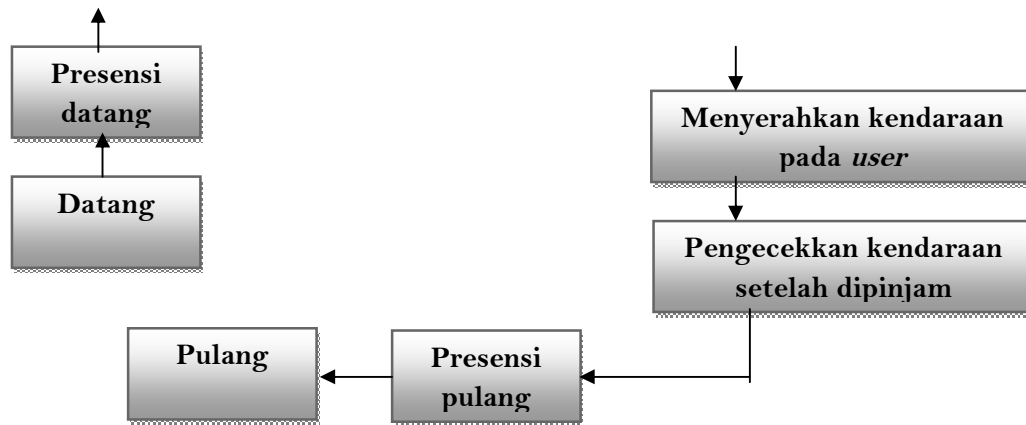 Presensi
datang
Menyerahkan kendaraan
pada user
Datang
Pengecekkan kendaraan
setelah dipinjam
Pulang
Presensi
pulang